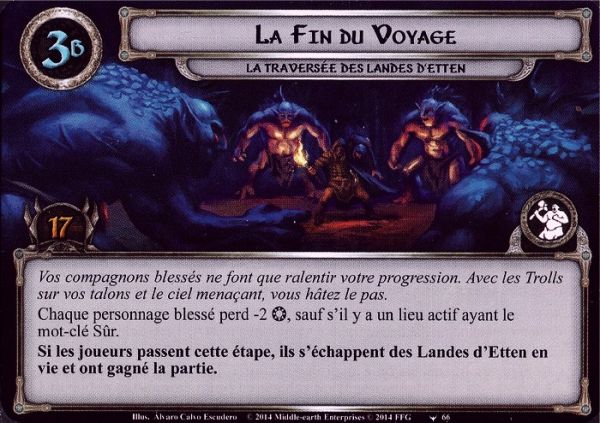 3B
La Fin du Voyage
La traversée des Landes d'Etten
17
Vos compagnons blessés ne font que ralentir votre progression. Avec les Trolls
sur vos talons et le ciel menaçant, vous hâtez le pas.
Chaque personnage blessé perd -2 , sauf s'il y a un lieu actif ayant le
mot-clé Sûr.
Si les joueurs passent cette étape, ils s'échappent des Landes d'Etten en
vie et ont gagné la partie.
Illus. Álvaro Calvo Escudero © 2014 Middle-earth Enterprises © 2014 FFG 66